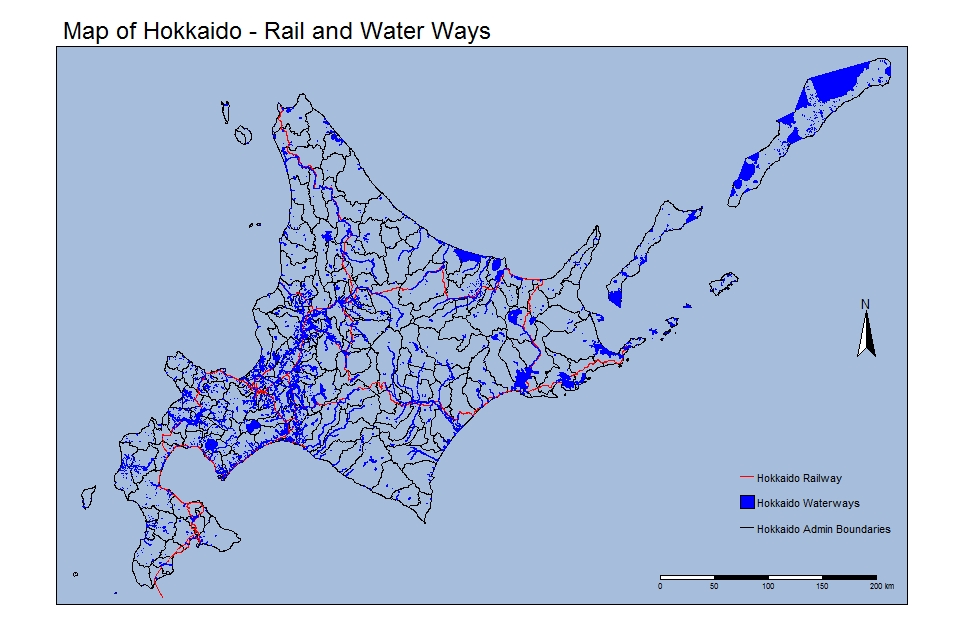 Map of Hokkaido - Rail and Water Ways
N
Hokkaido Railway
Hokkaido Waterways
Hokkaido Admin Boundaries
0 50 100 150 200 km